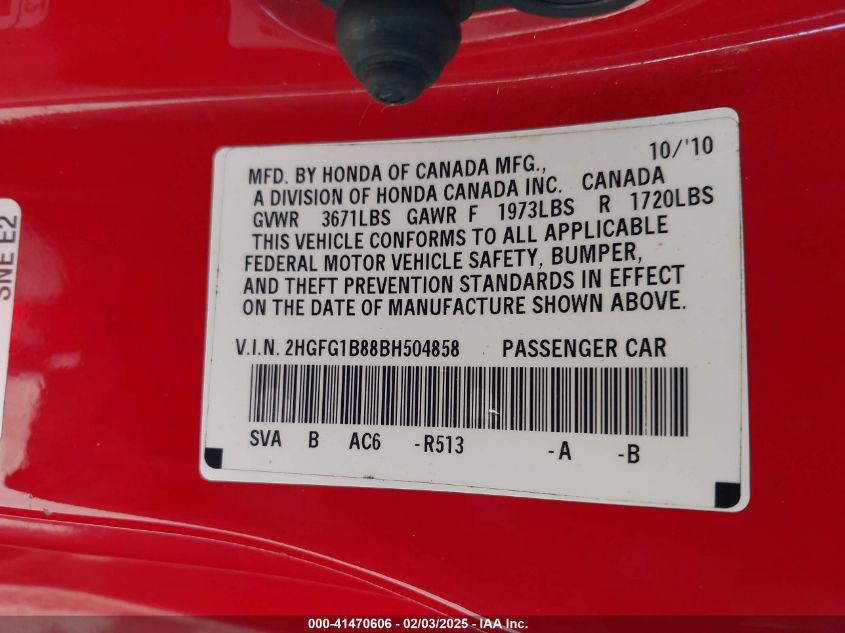 10/'10
MFD. BY HONDA OF CANADA MFG.,
A DIVISION OF HONDA CANADA INC. CANADA
GVWR 3671LBS GAWR F 1973LBS R 1720LBS
THIS VEHICLE CONFORMS TO ALL APPLICABLE
FEDERAL MOTOR VEHICLE SAFETY, BUMPER,
AND THEFT PREVENTION STANDARDS IN EFFECT
ON THE DATE OF MANUFACTURE SHOWN ABOVE.
V.I.N. 2HGFG1B88BH504858 PASSENGER CAR
SVA B AC6 -R513 -A -B
SNE E2
000-41470606 - 02/03/2025 - IAA Inc.